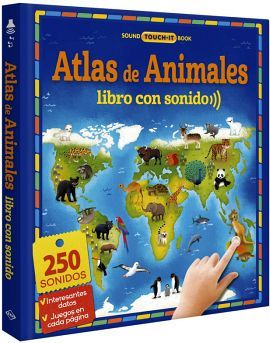 SOUND TOUCH-IT BOOK
Atlas de Animales
libro con sonido
250
SONIDOS
Interesantes
datos
Juegos en
cada página
Atlas de Animales
libro con sonido